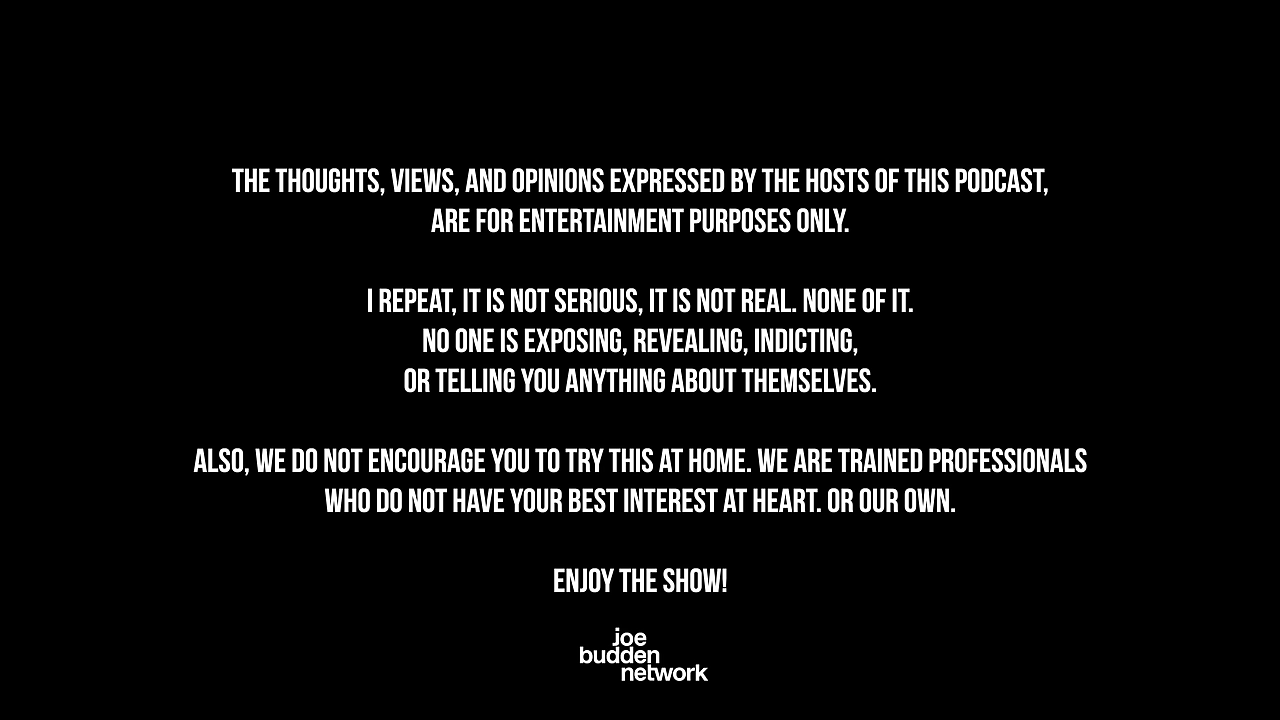 THE THOUGHTS, VIEWS, AND OPINIONS EXPRESSED BY THE HOSTS OF THIS PODCAST,
ARE FOR ENTERTAINMENT PURPOSES ONLY.
I REPEAT, IT IS NOT SERIOUS, IT IS NOT REAL. NONE OF IT.
NO ONE IS EXPOSING, REVEALING, INDICTING,
OR TELLING YOU ANYTHING ABOUT THEMSELVES.
ALSO, WE DO NOT ENCOURAGE YOU TO TRY THIS AT HOME. WE ARE TRAINED PROFESSIONALS
WHO DO NOT HAVE YOUR BEST INTEREST AT HEART. OR OUR OWN.
ENJOY THE SHOW!
joe
budden
network